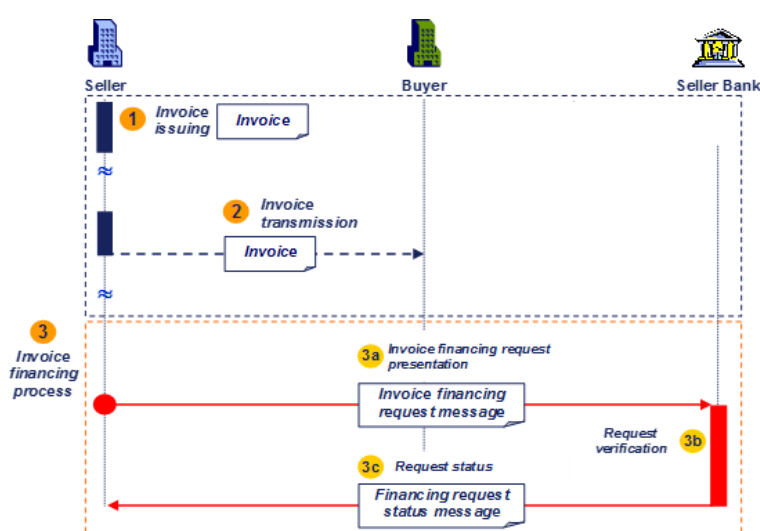 Seller
Buyer
Seller Bank
1
Invoice
issuing
Invoice
2
Invoice
transmission
Invoice
3
Invoice
financing
process
3a
Invoice financing request
presentation
Invoice financing
request message
Request
verification
3b
3c
Request status
Financing request
status message